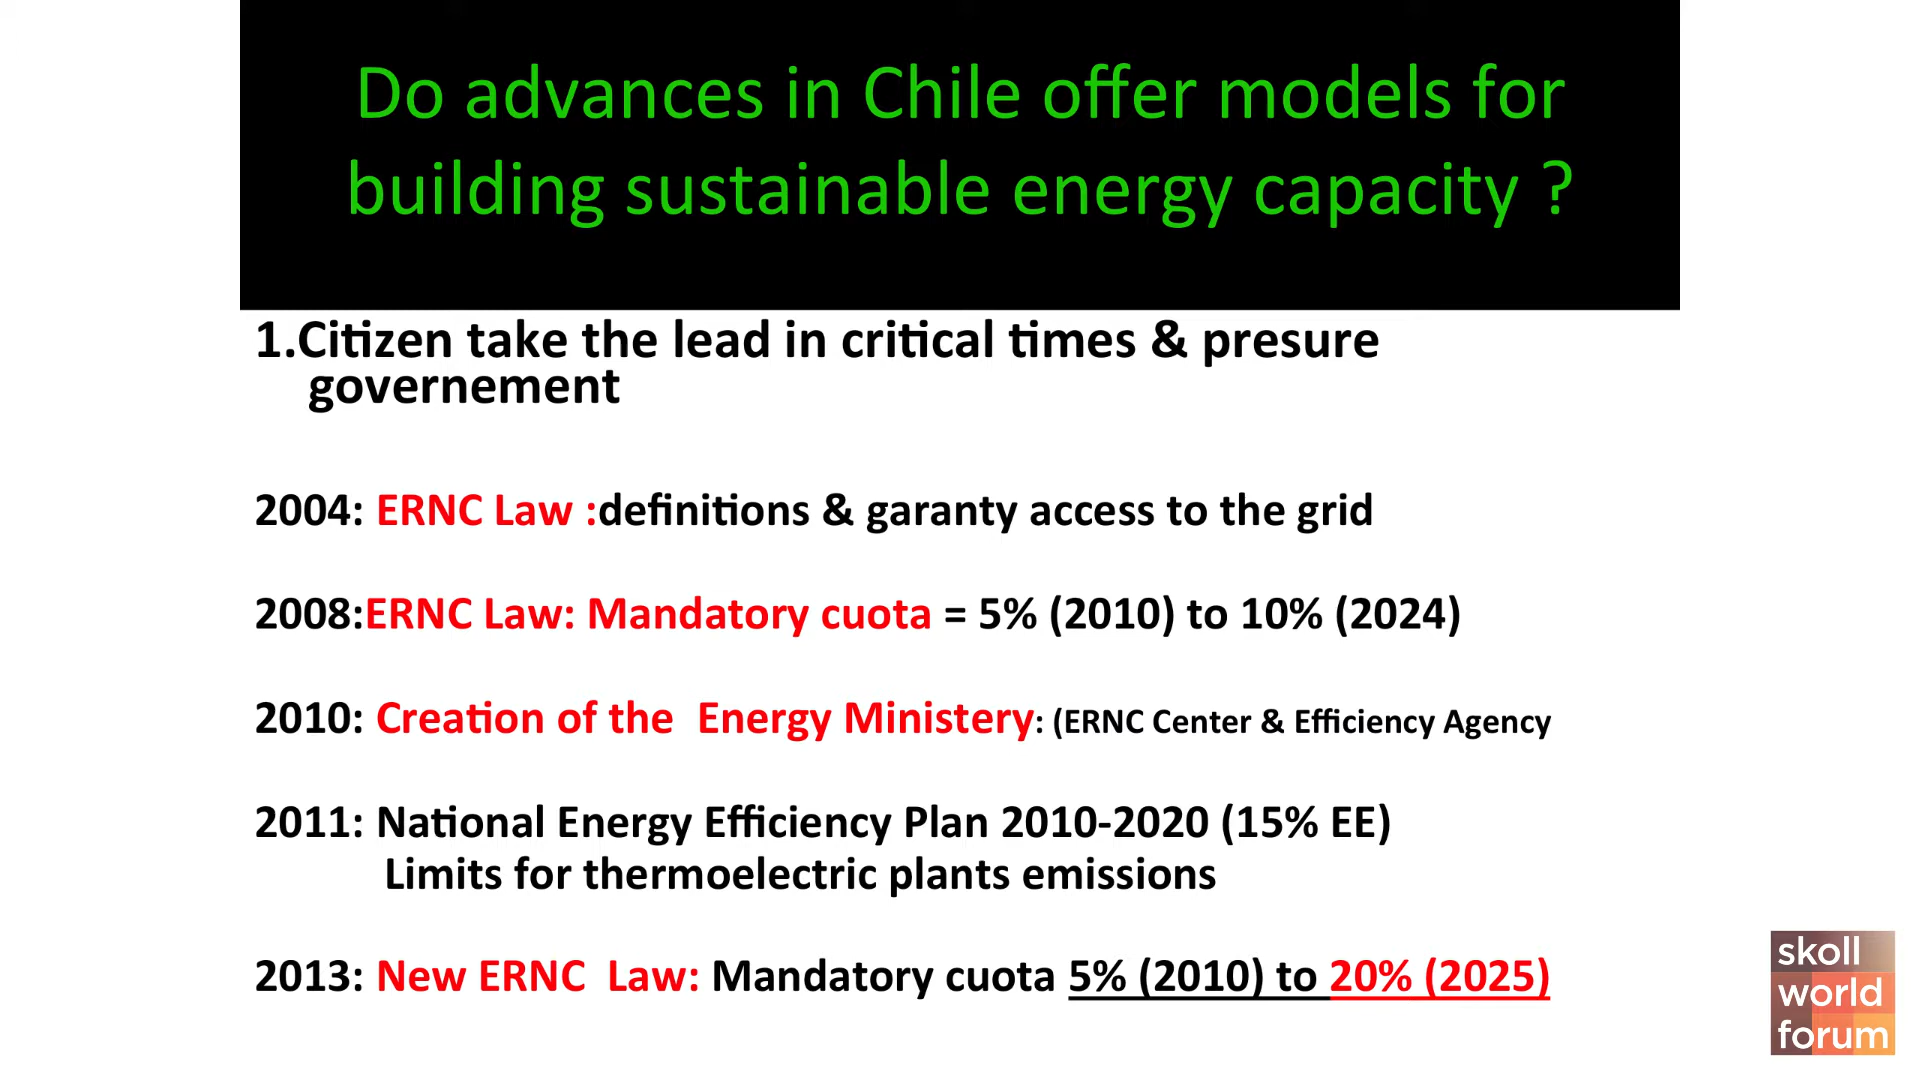 Do advances in Chile offer models for
building sustainable energy capacity ?
1.Citizen take the lead in critical times & presure
governement
2004: ERNC Law :definitions & garanty access to the grid
2008:ERNC Law: Mandatory cuota = 5% (2010) to 10% (2024)
2010: Creation of the  Energy Ministery: (ERNC Center & Efficiency Agency
2011: National Energy Efficiency Plan 2010-2020 (15% EE)
Limits for thermoelectric plants emissions
2013: New ERNC  Law: Mandatory cuota 5% (2010) to 20% (2025)
skoll
world
forum